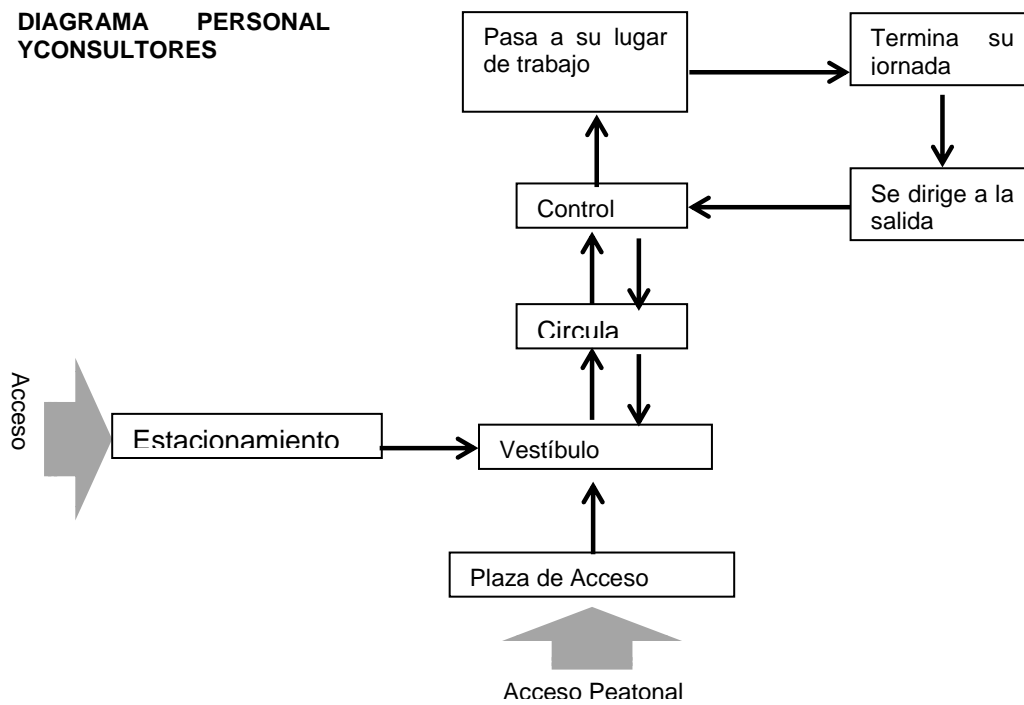 DIAGRAMA PERSONAL
YCONSULTORES
Pasa a su lugar
de trabajo
Termina su
jornada
Control
Se dirige a la
salida
Circula
Acceso
Estacionamiento
Vestíbulo
Plaza de Acceso
Acceso Peatonal